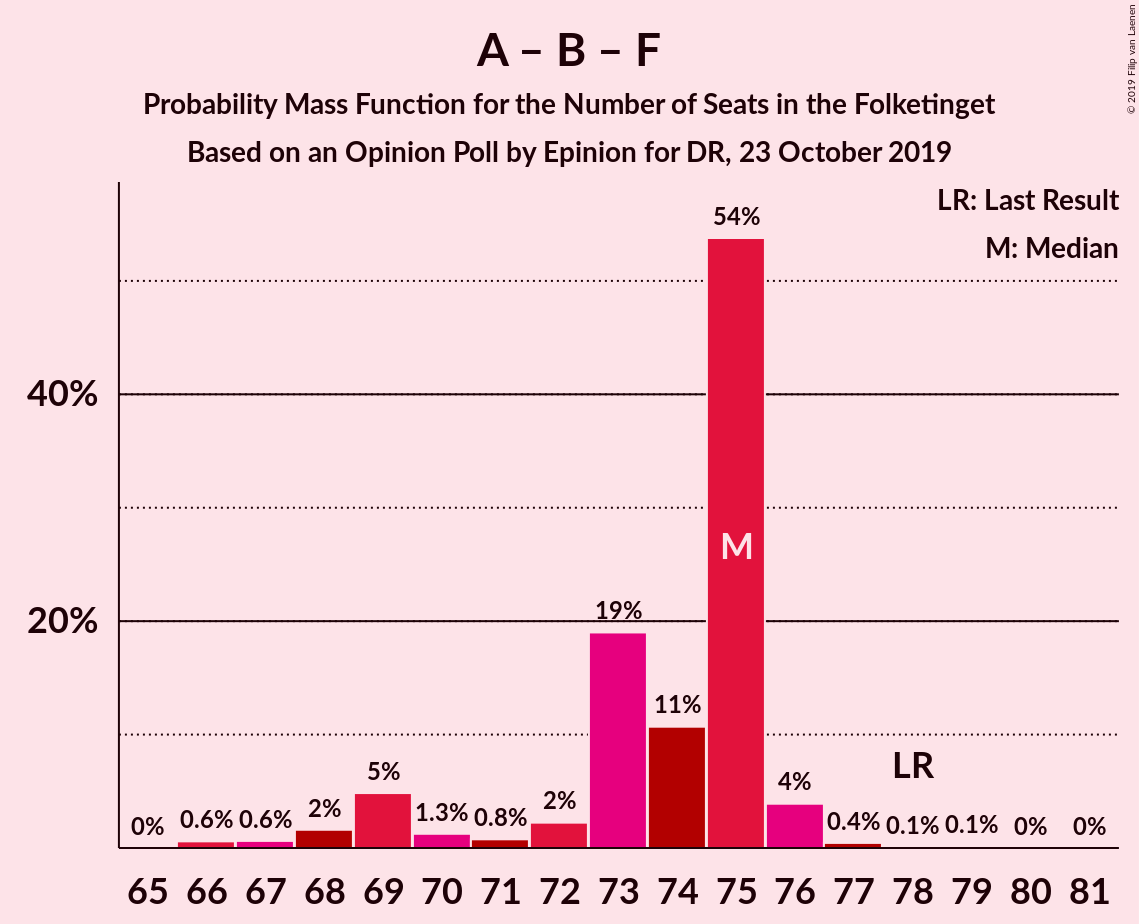 A – B – F
Probability Mass Function for the Number of Seats in the Folketinget
Based on an Opinion Poll by Epinion for DR, 23 October 2019
© 2019 Filip van Laenen
LR: Last Result
M: Median
54%
40%
M
19%
20%
11%
LR
5%
4%
2%
2%
1.3%
0.8%
0.6%
0.6%
0.4%
0.1%
0.1%
0%
0%
0%
65 66 67 68 69 70 71 72 73 74 75 76 77 78 79 80 81